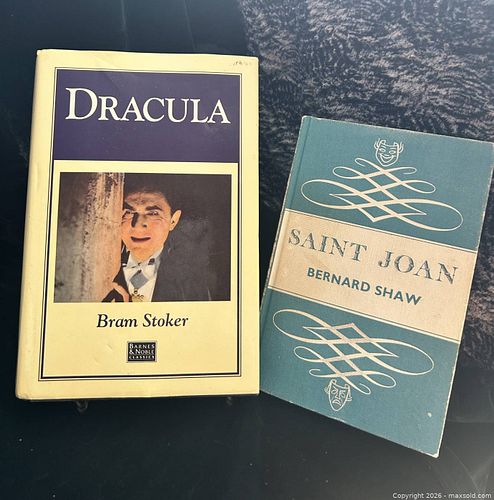 DRACULA
Bram Stoker
BARNES
& NOBLE
CLASSICS
SAINT JOAN
BERNARD SHAW
Copyright 2026 - maxsold.com